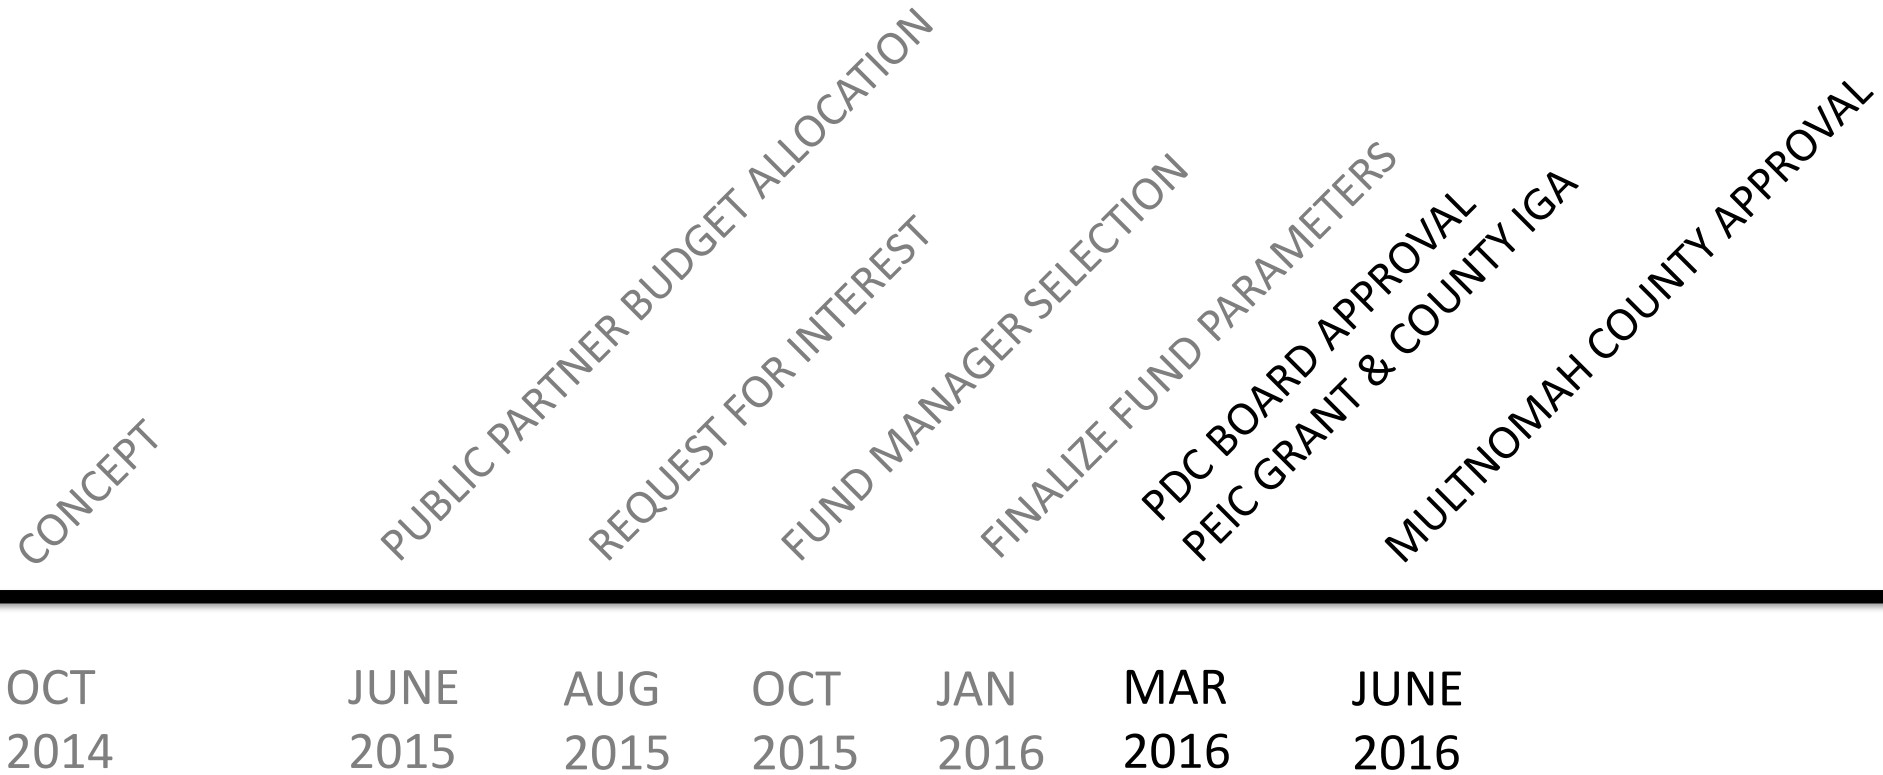 CONCEPT
PUBLIC PARTNER BUDGET ALLOCATION
REQUEST FOR INTEREST
FUND MANAGER SELECTION
FINALIZE FUND PARAMETERS
PDC BOARD APPROVAL
PEIC GRANT & COUNTY IGA
MULTNOMAH COUNTY APPROVAL
OCT
2014
JUNE
2015
AUG
2015
OCT
2015
JAN
2016
MAR
2016
JUNE
2016